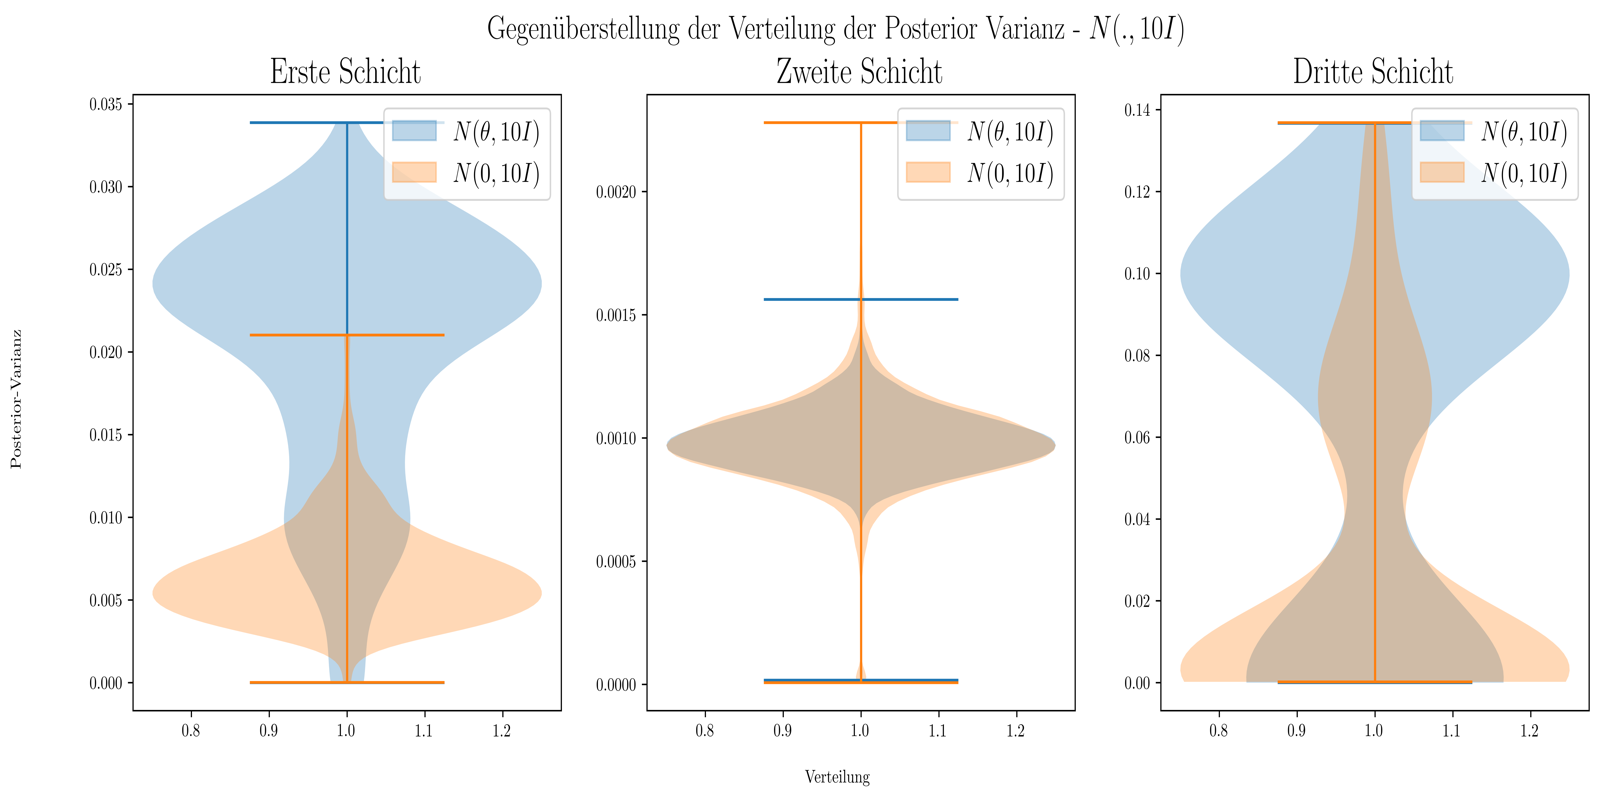 Gegenüberstellung der Verteilung der Posterior Varianz - N(., 10I)
Erste Schicht
0.035
0.030
0.025
0.020
0.015
0.010
0.005
0.000
0.8 0.9 1.0 1.1 1.2
N(θ, 10I)
N(0, 10I)
Zweite Schicht
0.0020
0.0015
0.0010
0.0005
0.0000
0.8 0.9 1.0 1.1 1.2
N(θ, 10I)
N(0, 10I)
Dritte Schicht
0.14
0.12
0.10
0.08
0.06
0.04
0.02
0.00
0.8 0.9 1.0 1.1 1.2
N(θ, 10I)
N(0, 10I)
Posterior-Varianz
Verteilung